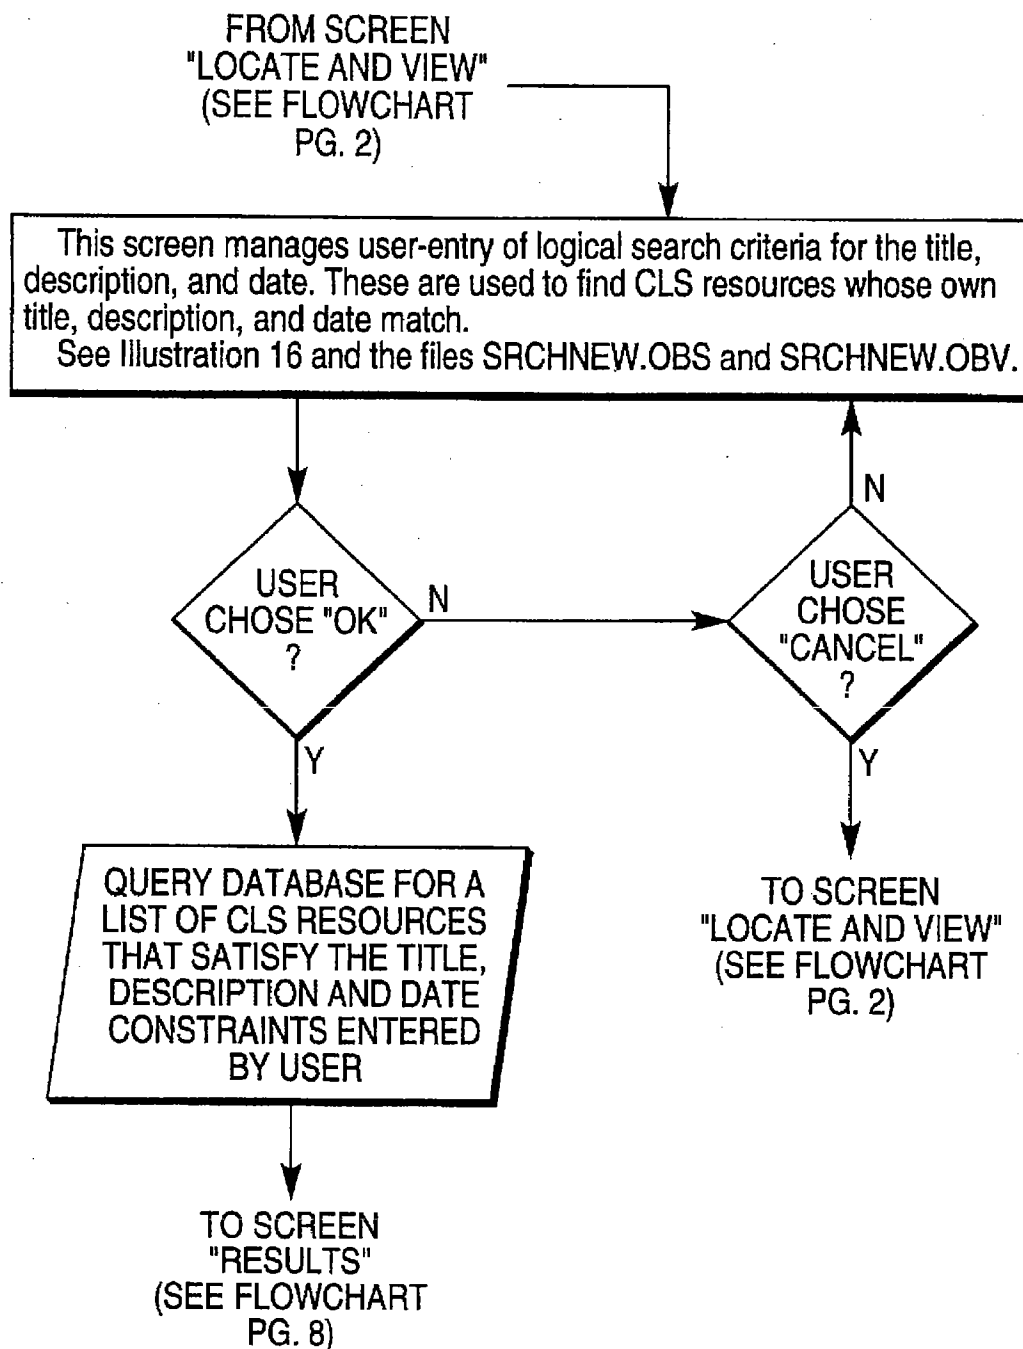 FROM SCREEN
"LOCATE AND VIEW"
(SEE FLOWCHART
PG. 2)
This screen manages user-entry of logical search criteria for the title,
description, and date. These are used to find CLS resources whose own
title, description, and date match.
See Illustration 16 and the files SRCHNEW.OBS and SRCHNEW.OBV.
USER
CHOSE "OK"
?
N
Y
USER
CHOSE
"CANCEL"
?
N
Y
QUERY DATABASE FOR A
LIST OF CLS RESOURCES
THAT SATISFY THE TITLE,
DESCRIPTION AND DATE
CONSTRAINTS ENTERED
BY USER
TO SCREEN
"LOCATE AND VIEW"
(SEE FLOWCHART
PG. 2)
TO SCREEN
"RESULTS"
(SEE FLOWCHART
PG. 8)